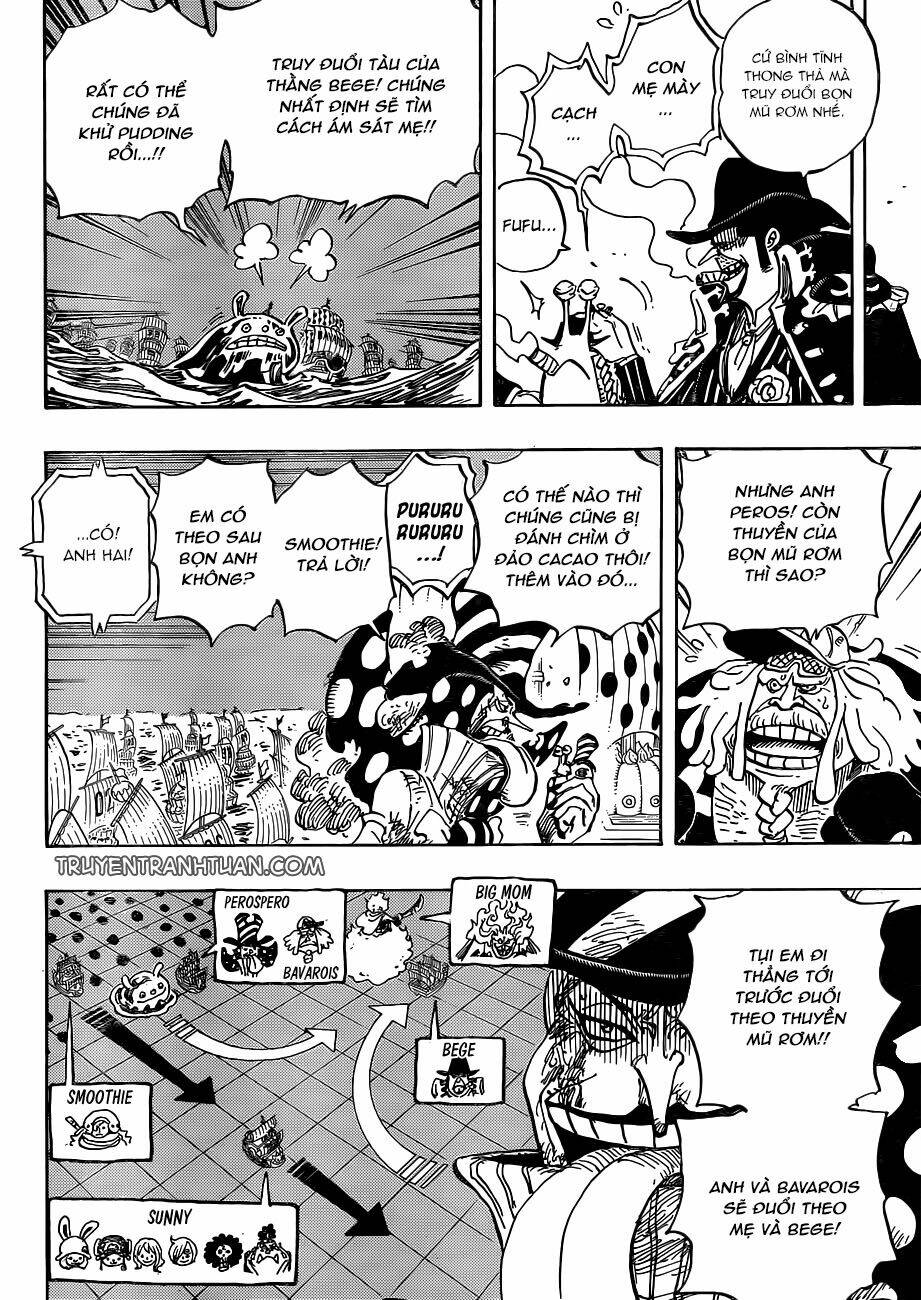 CỨ BÌNH TĨNH
THONG THẢ MÀ
TRUY ĐUỔI BỌN
MŨ RƠM NHÉ.
CON
MẸ MÀY
...
CẠCH
...
FUFU...
TRUY ĐUỔI TÀU CỦA
THẰNG BEGE! CHÚNG
NHẤT ĐỊNH SẼ TÌM
CÁCH ÁM SÁT MẸ!!
RẤT CÓ THỂ
CHÚNG ĐÃ
KHỬ PUDDING
RỒI...!!
NHƯNG ANH
PEROS! CÒN
THUYỀN CỦA
BỌN MŨ RƠM
THÌ SAO?
CÓ THẾ NÀO THÌ
CHÚNG CŨNG BỊ
ĐÁNH CHÌM Ở
ĐẢO CACAO THÔI!
THÊM VÀO ĐÓ...
PURURU
RURURU
...!
SMOOTHIE!
TRẢ LỜI!
EM CÓ
THEO SAU
BỌN ANH
KHÔNG?
...CÓ!
ANH HAI!
TRUYENTRANHTUAN.COM
TỤI EM ĐI
THẲNG TỚI
TRƯỚC ĐUỔI
THEO THUYỀN
MŨ RƠM!!
ANH VÀ BAVAROIS
SẼ ĐUỔI THEO
MẸ VÀ BEGE!
BIG MOM
PEROSPERO
BAVAROIS
BEGE
SMOOTHIE
SUNNY